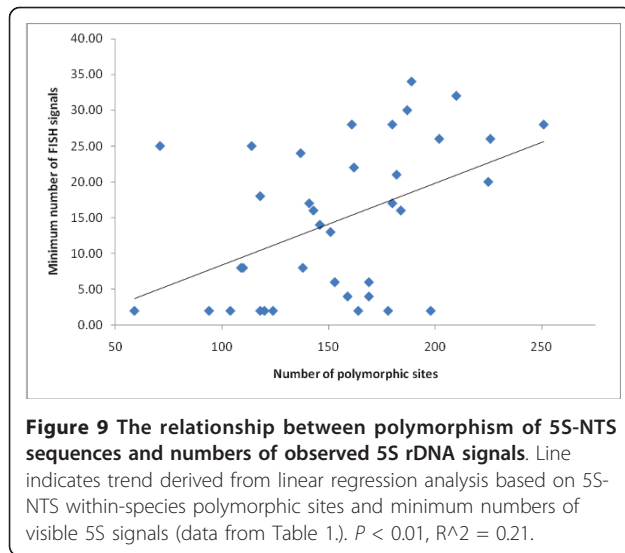 40.00
35.00
30.00
25.00
20.00
15.00
10.00
5.00
0.00
Minimum number of FISH signals
50 100 150 200 250
Number of polymorphic sites
Figure 9 The relationship between polymorphism of 5S-NTS
sequences and numbers of observed 5S rDNA signals. Line
indicates trend derived from linear regression analysis based on 5S-
NTS within-species polymorphic sites and minimum numbers of
visible 5S signals (data from Table 1.). P < 0.01, R^2 = 0.21.